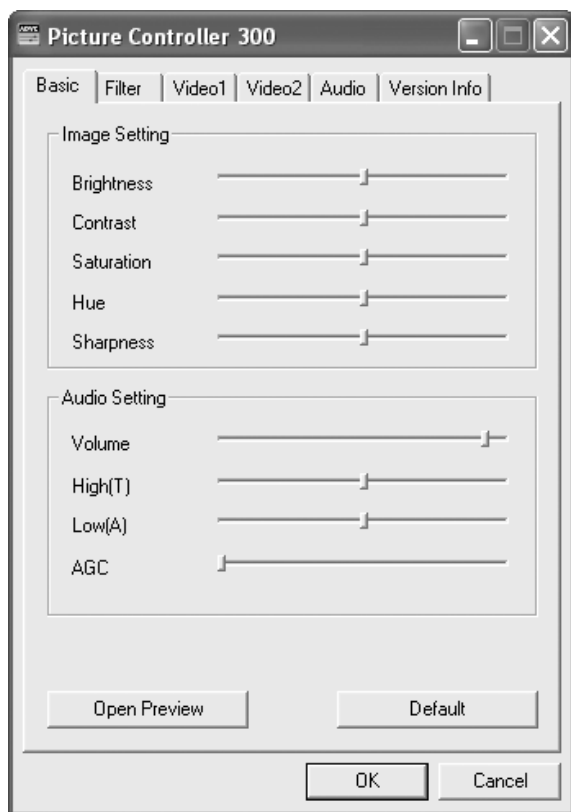 Picture Controller 300
Basic Filter Video1 Video2 Audio Version Info
Image Setting
Brightness
Contrast
Saturation
Hue
Sharpness
Audio Setting
Volume
High(T)
Low(A)
AGC
Open Preview Default
OK Cancel